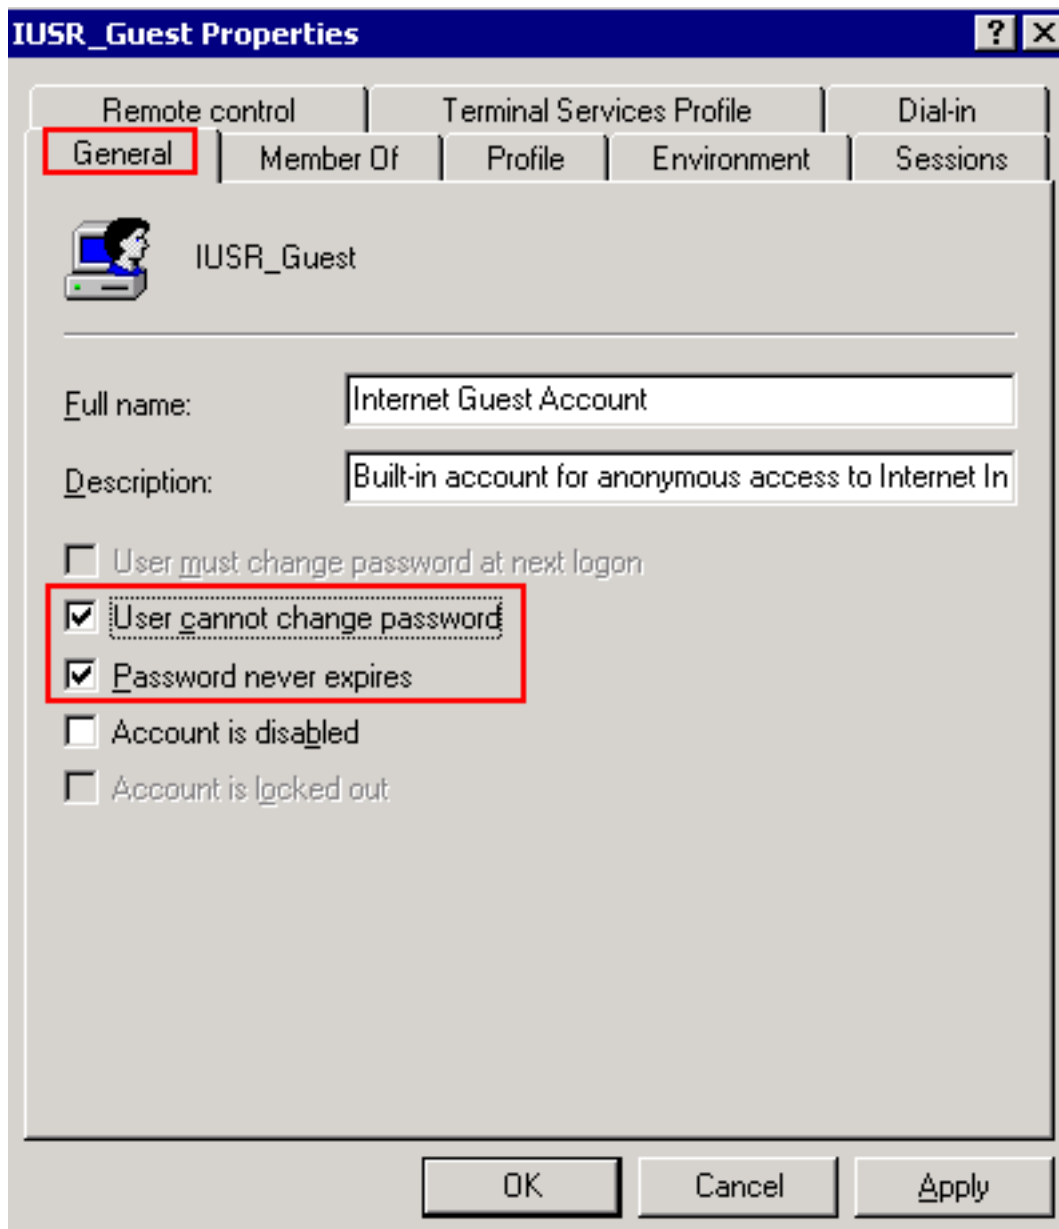 IUSR_Guest Properties
Remote control Terminal Services Profile Dial-in
General Member Of Profile Environment Sessions
IUSR_Guest
Full name: Internet Guest Account
Description: Built-in account for anonymous access to Internet In
User must change password at next logon
User cannot change password
Password never expires
Account is disabled
Account is locked out
OK Cancel Apply